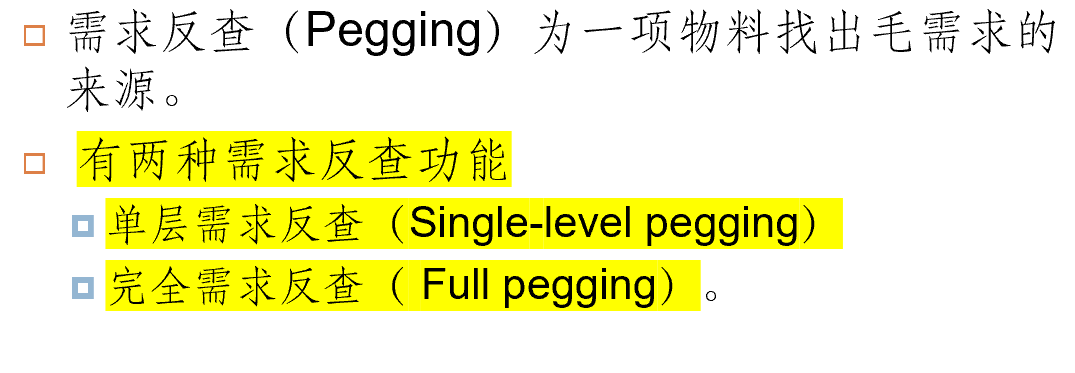 需求反查（Pegging）为一项物料找出毛需求的
来源。
有两种需求反查功能
单层需求反查（Single-level pegging）
完全需求反查（ Full pegging）。